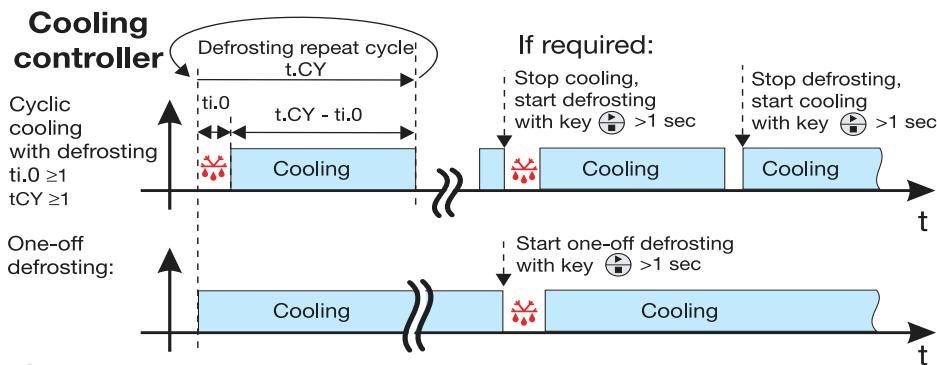 Cooling
controller
Defrosting repeat cycle
t.CY
If required:
Stop cooling,
start defrosting
with key >1 sec
Stop defrosting,
start cooling
with key >1 sec
Cyclic
cooling
with defrosting
ti.0 ≥1
tCY ≥1
ti.0
t.CY - ti.0
Cooling
Cooling
Cooling
t
One-off
defrosting:
Start one-off defrosting
with key >1 sec
Cooling
Cooling
t